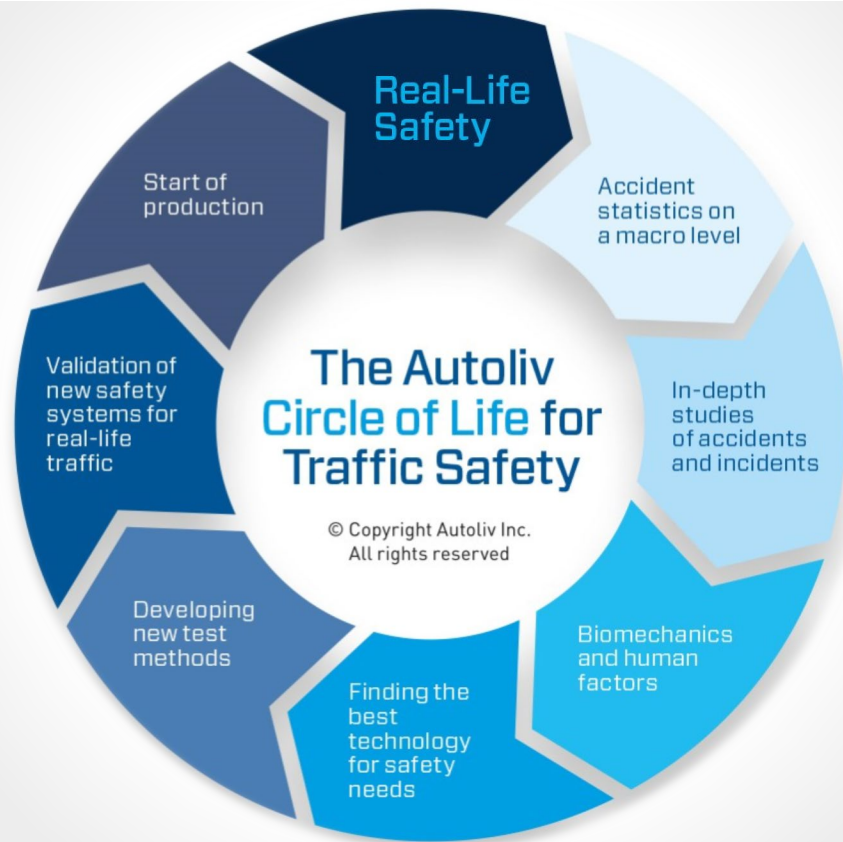 Real-Life
Safety
Accident
statistics on
a macro level
In-depth
studies
of accidents
and incidents
Biomechanics
and human
factors
Finding the
best
technology
for safety
needs
Developing
new test
methods
Validation of
new safety
systems for
real-life
traffic
Start of
production
The Autoliv
Circle of Life for
Traffic Safety
© Copyright Autoliv Inc.
All rights reserved